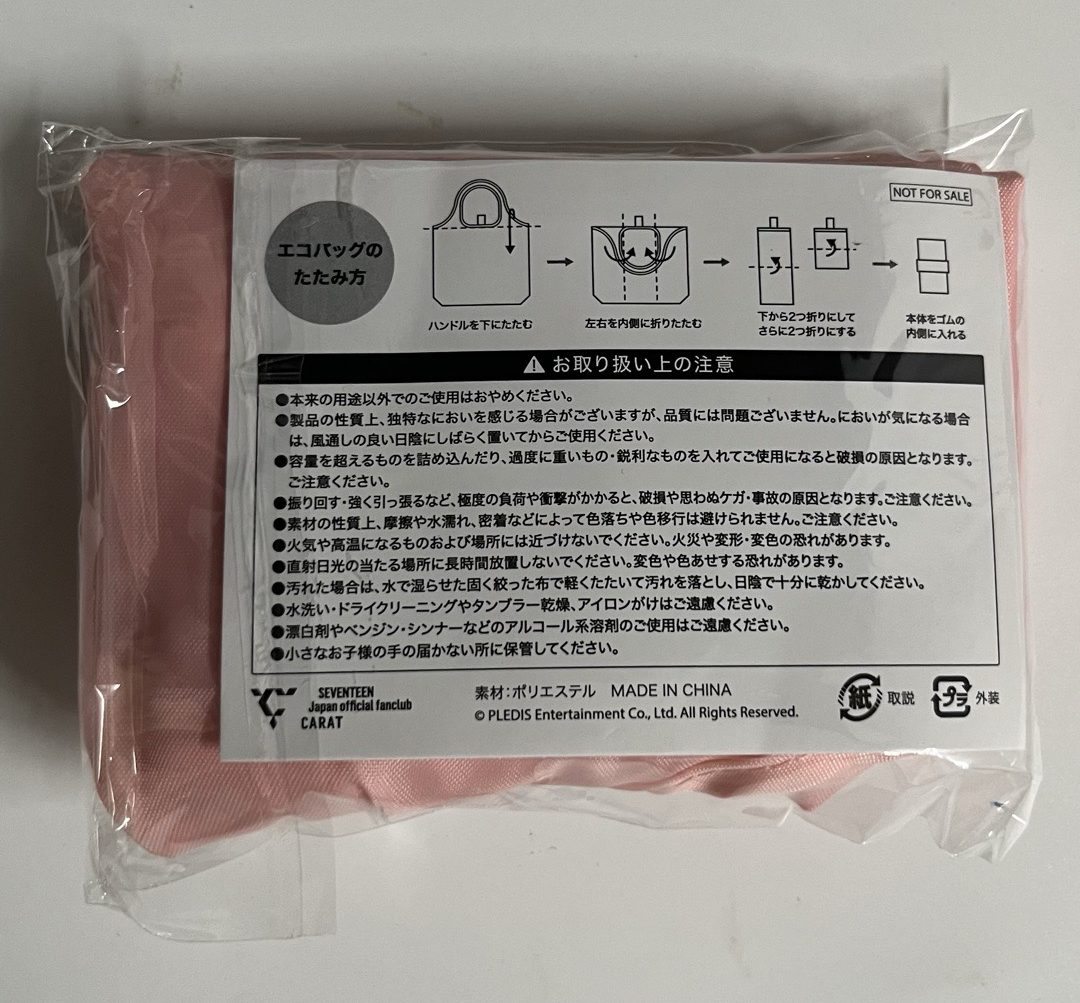 NOT FOR SALE
エコバッグの
たたみ方
ハンドルを下にたたむ
左右を内側に折りたたむ
下から2つ折りにして
さらに2つ折りにする
本体をゴムの
内側に入れる
お取り扱い上の注意
●本来の用途以外でのご使用はおやめください。
●製品の性質上、独特なにおいを感じる場合がございますが、品質には問題ございません。においが気になる場合
は、風通しの良い日陰にしばらく置いてからご使用ください。
●容量を超えるものを詰め込んだり、過度に重いもの・鋭利なものを入れてご使用になると破損の原因となります。
ご注意ください。
●振り回す・強く引っ張るなど、極度の負荷や衝撃がかかると、破損や思わぬケガ・事故の原因となります。ご注意ください。
●素材の性質上、摩擦や水濡れ、密着などによって色落ちや色移行は避けられません。ご注意ください。
●火気や高温になるものおよび場所には近づけないでください。火災や変形・変色の恐れがあります。
●直射日光の当たる場所に長時間放置しないでください。変色や色あせする恐れがあります。
●汚れた場合は、水で湿らせた固く絞った布で軽くたたいて汚れを落とし、日陰で十分に乾かしてください。
●水洗い・ドライクリーニングやタンブラー乾燥、アイロンがけはご遠慮ください。
●漂白剤やベンジン・シンナーなどのアルコール系溶剤のご使用はご遠慮ください。
●小さなお子様の手の届かない所に保管してください。
SEVENTEEN
Japan official fanclub
CARAT
素材：ポリエステル MADE IN CHINA
© PLEDIS Entertainment Co., Ltd. All Rights Reserved.
紙 取説
プラ 外装